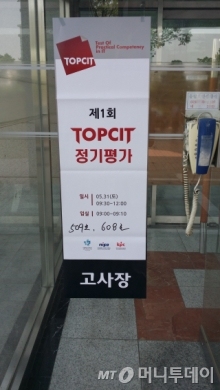 TOPCIT
Test Of
Practical Competency
in IT
제1회
TOPCIT
정기평가
일시 05.31(토)
09:30~12:00
입실 09:00~09:10
509호, 608호
nipa
고사장
MT 머니투데이